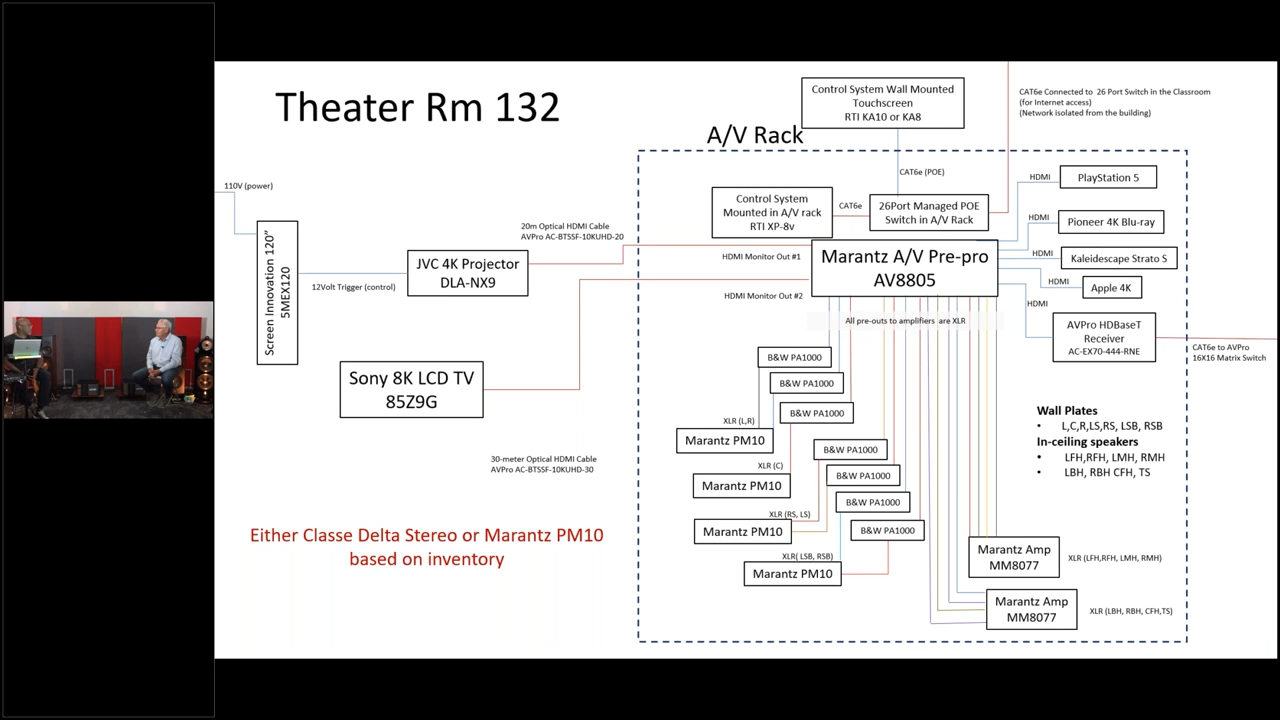 Theater Rm 132
Control System Wall Mounted
Touchscreen
RTI KA10 or KA8
CAT6e Connected to 26 Port Switch in the Classroom
(for Internet access)
(Network isolated from the building)
A/V Rack
CAT6e (POE)
110V (power)
HDMI
PlayStation 5
Control System
Mounted in A/V rack
RTI XP-8v
CAT6e
26Port Managed POE
Switch in A/V Rack
HDMI
Pioneer 4K Blu-ray
20m Optical HDMI Cable
AVPro AC-BTSSF-10KUHD-20
Screen Innovation 120”
5MEX120
12Volt Trigger (control)
JVC 4K Projector
DLA-NX9
HDMI Monitor Out #1
HDMI Monitor Out #2
Marantz A/V Pre-pro
AV8805
HDMI
Kaleidescape Strato S
HDMI
Apple 4K
HDMI
AVPro HDBaseT
Receiver
AC-EX70-444-RNE
CAT6e to AVPro
16X16 Matrix Switch
All pre-outs to amplifiers are XLR
Sony 8K LCD TV
85Z9G
B&W PA1000
B&W PA1000
B&W PA1000
XLR (L,R)
Marantz PM10
B&W PA1000
XLR (C)
B&W PA1000
Marantz PM10
B&W PA1000
XLR (RS, LS)
B&W PA1000
Marantz PM10
XLR( LSB, RSB)
Marantz PM10
Wall Plates
• L,C,R,LS,RS, LSB, RSB
In-ceiling speakers
• LFH,RFH, LMH, RMH
• LBH, RBH CFH, TS
30-meter Optical HDMI Cable
AVPro AC-BTSSF-10KUHD-30
Either Classe Delta Stereo or Marantz PM10
based on inventory
Marantz Amp
MM8077
XLR (LFH,RFH, LMH, RMH)
Marantz Amp
MM8077
XLR (LBH, RBH, CFH,TS)